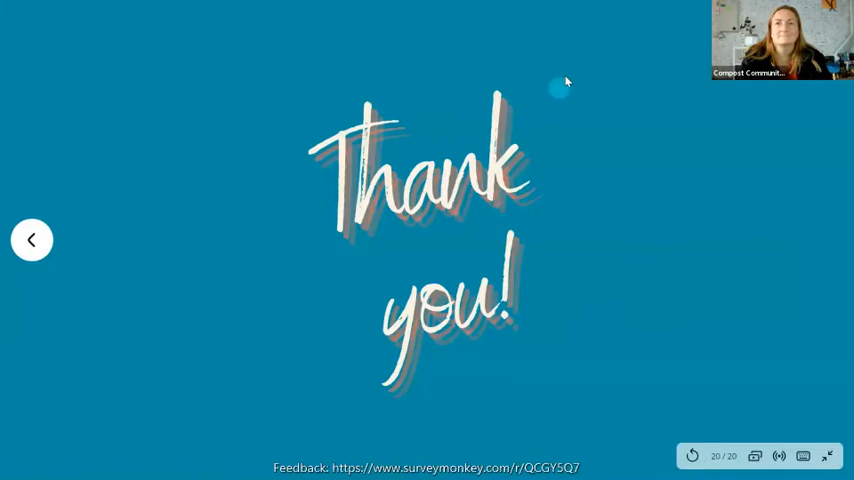 Compost Communit...
Thank
you!
20 / 20
Feedback: https://www.surveymonkey.com/r/QCGY5Q7